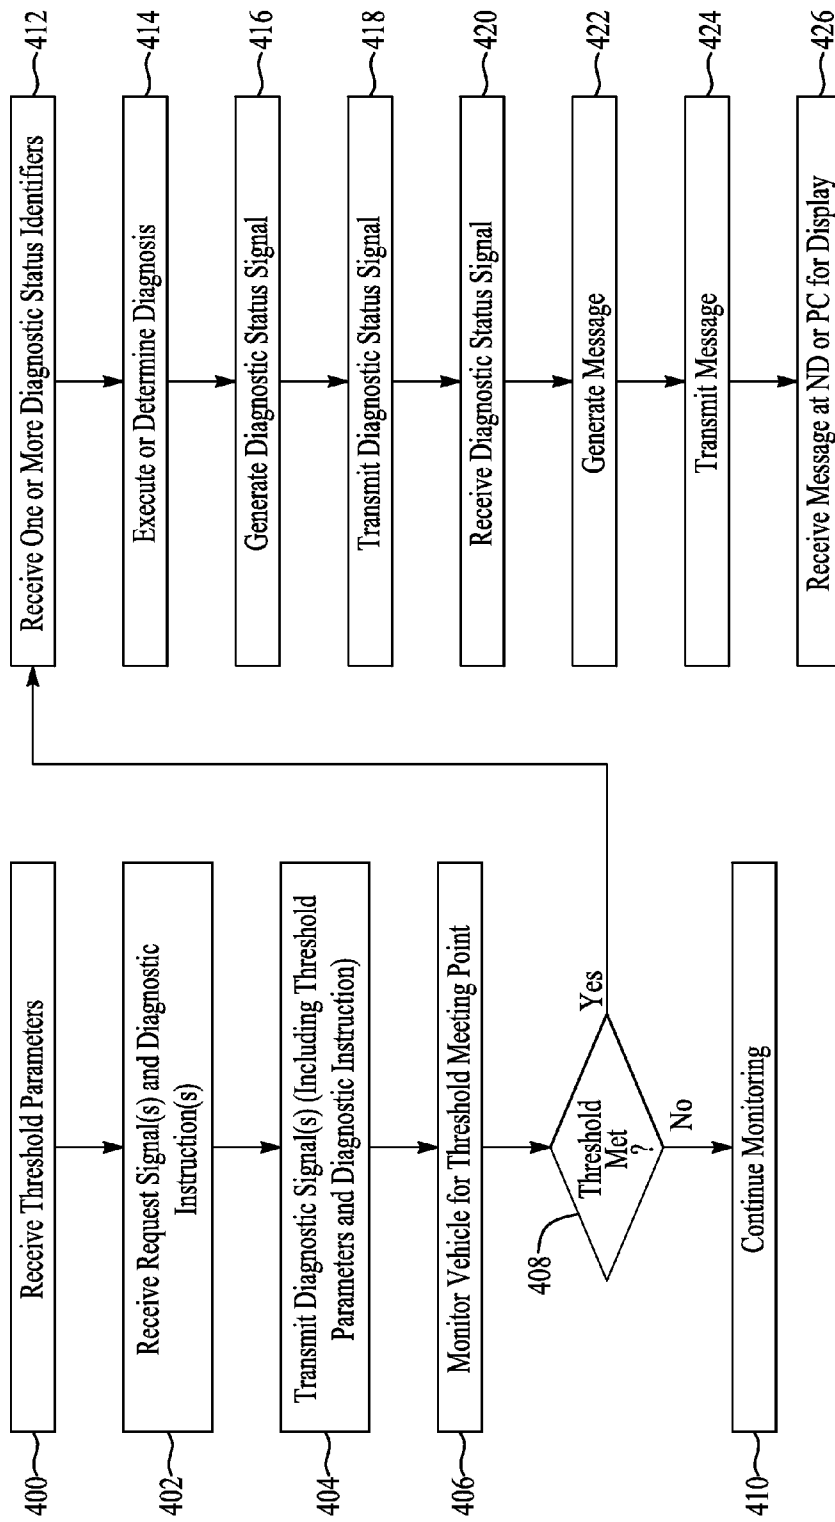 400
Receive Threshold Parameters
402
Receive Request Signal(s) and Diagnostic
Instruction(s)
404
Transmit Diagnostic Signal(s) (Including Threshold
Parameters and Diagnostic Instruction)
406
Monitor Vehicle for Threshold Meeting Point
408
Threshold
Met
?
Yes
No
410
Continue Monitoring
Receive One or More Diagnostic Status Identifiers
412
Execute or Determine Diagnosis
414
Generate Diagnostic Status Signal
416
Transmit Diagnostic Status Signal
418
Receive Diagnostic Status Signal
420
Generate Message
422
Transmit Message
424
Receive Message at ND or PC for Display
426